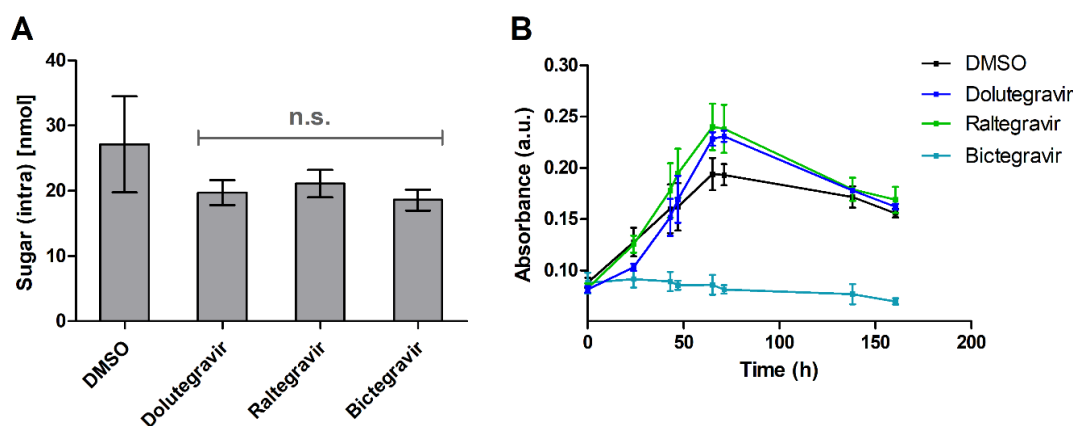 A
Sugar (intra) [nmol]
40
30
20
10
0
n.s.
DMSO
Dolutegravir
Raltegravir
Bictegravir
B
Absorbance (a.u.)
0.30
0.25
0.20
0.15
0.10
0
50
100
150
200
Time (h)
DMSO
Dolutegravir
Raltegravir
Bictegravir